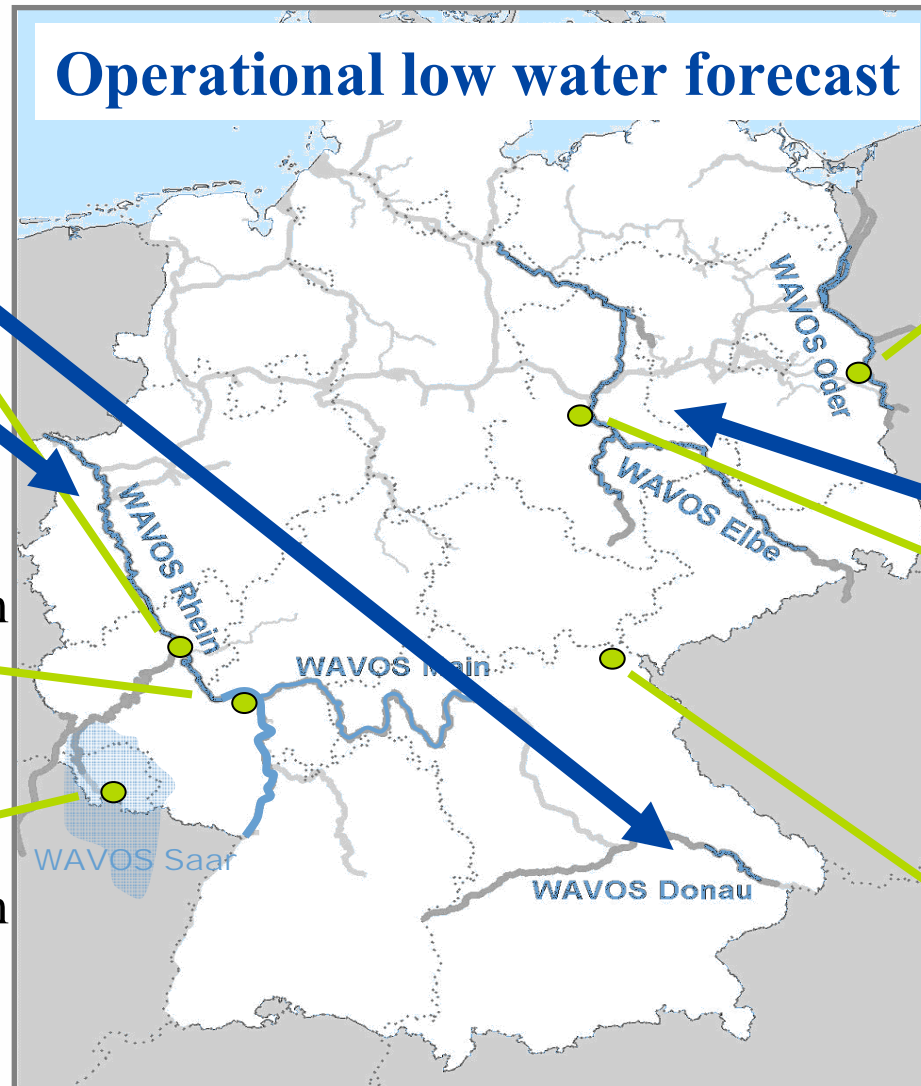 Operational low water forecast
WAVOS Oder
WAVOS Elbe
WAVOS Rhein
WAVOS Main
WAVOS Saar
WAVOS Donau
n
n